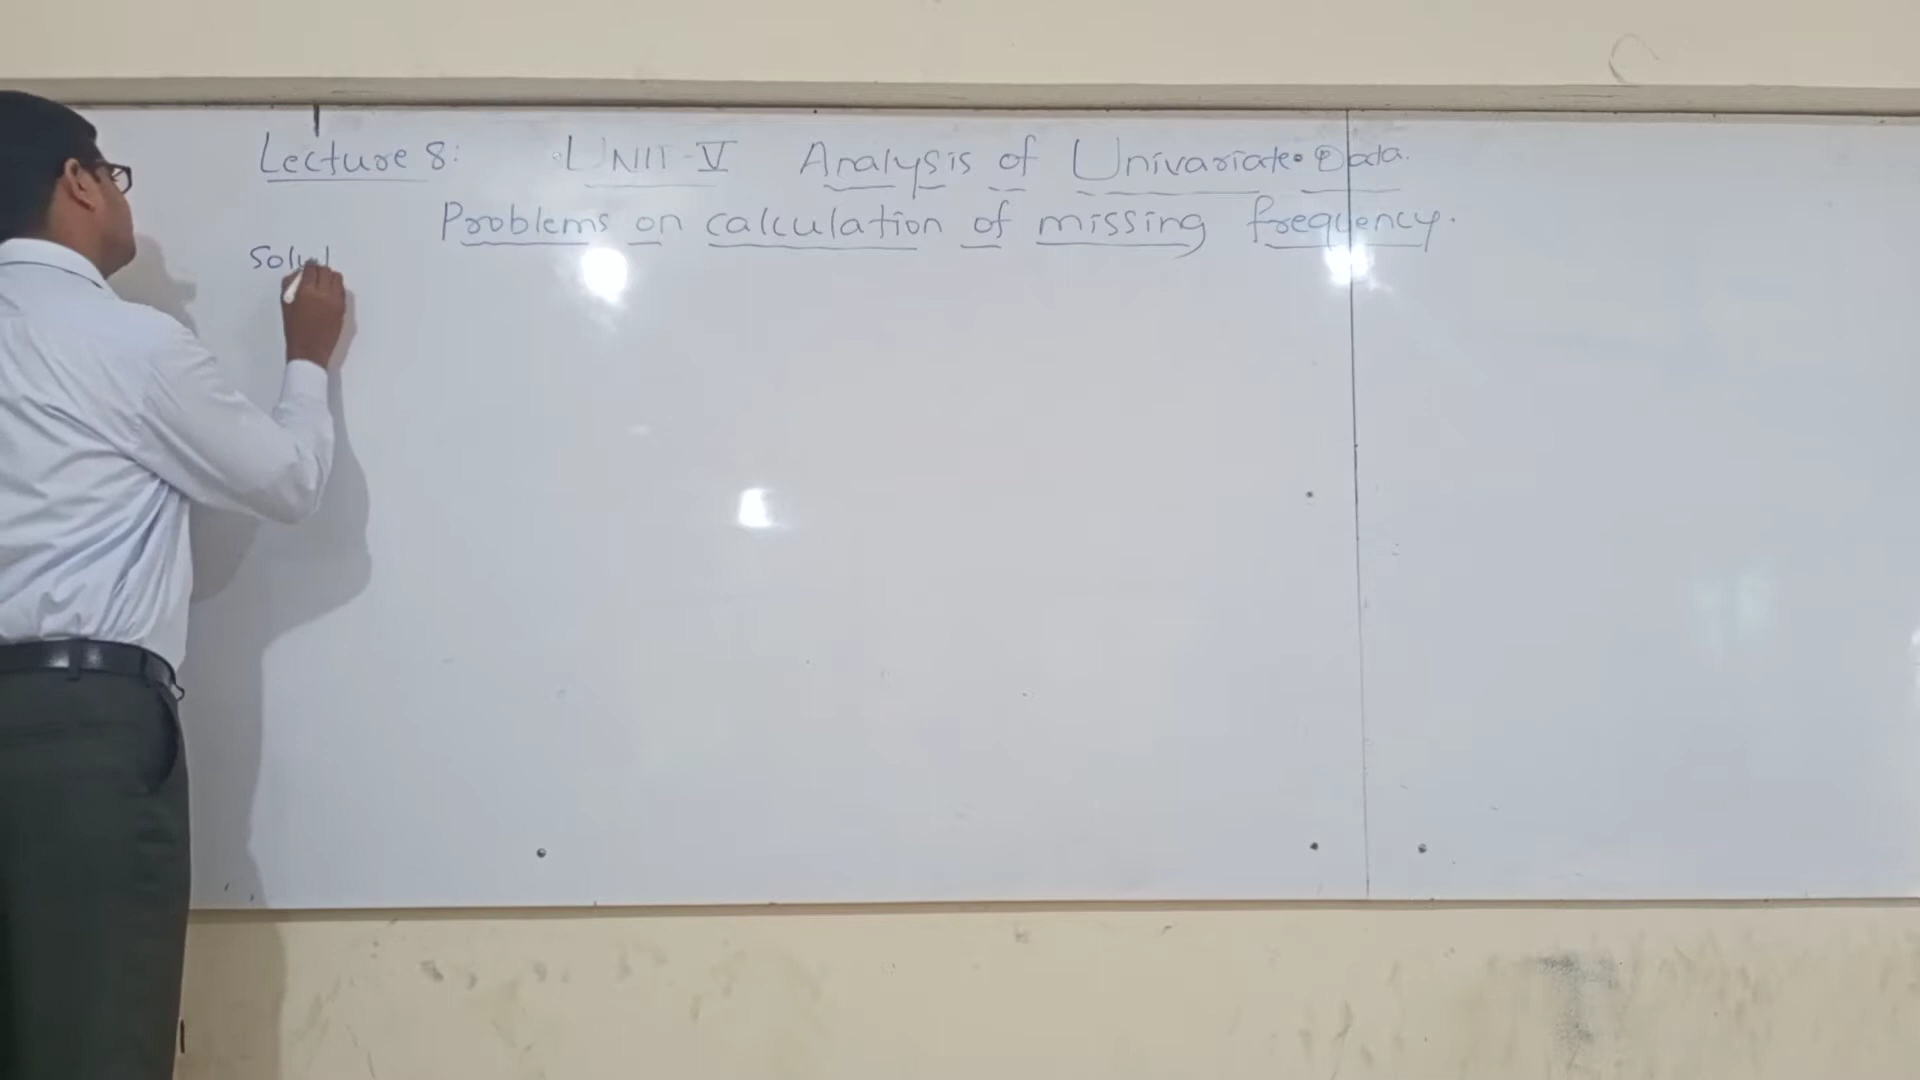 Lecture 8: UNIT-V Analysis of Univariate Data.
Problems on calculation of missing frequency.